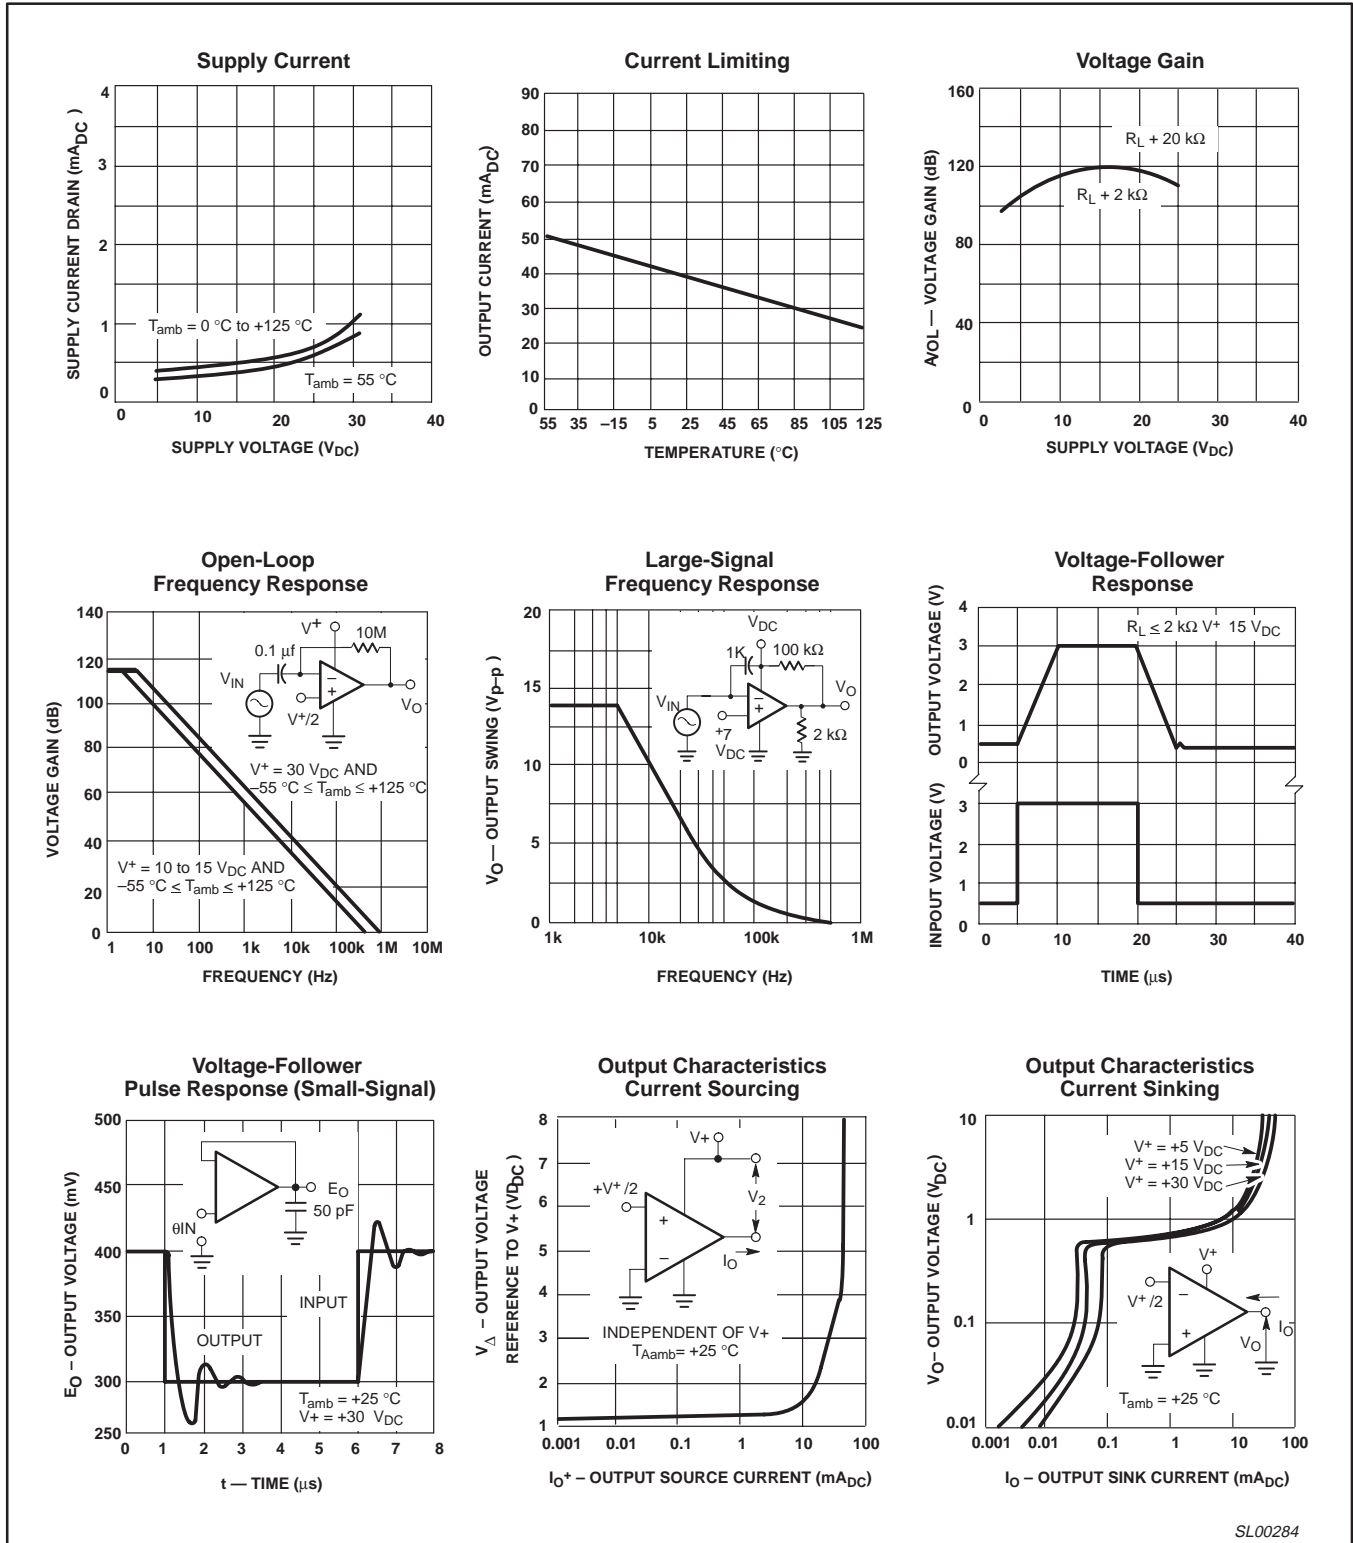 Supply Current
SUPPLY CURRENT DRAIN (mADC)
4
3
2
1
0
Tamb = 0 °C to +125 °C
Tamb = 55 °C
0 10 20 30 40
SUPPLY VOLTAGE (VDC)
Current Limiting
OUTPUT CURRENT (mADC)
90
80
70
60
50
40
30
20
10
0
55 35 –15 5 25 45 65 85 105 125
TEMPERATURE (°C)
Voltage Gain
AVOL — VOLTAGE GAIN (dB)
160
120
80
40
0
RL + 20 kΩ
RL + 2 kΩ
0 10 20 30 40
SUPPLY VOLTAGE (VDC)
Open-Loop
Frequency Response
VOLTAGE GAIN (dB)
140
120
100
80
60
40
20
0
V+
10M
0.1 μf
VIN
–
+
V+/2
VO
V+ = 30 VDC AND
–55 °C ≤ Tamb ≤ +125 °C
V+ = 10 to 15 VDC AND
–55 °C ≤ Tamb ≤ +125 °C
1 10 100 1k 10k 100k 1M 10M
FREQUENCY (Hz)
Large-Signal
Frequency Response
VO — OUTPUT SWING (Vp–p)
20
15
10
5
0
VDC
1K 100 kΩ
VIN
–
+
VO
+7
VDC
2 kΩ
1k 10k 100k 1M
FREQUENCY (Hz)
Voltage-Follower
Response
OUTPUT VOLTAGE (V)
4
3
2
1
0
RL ≤ 2 kΩ V+ 15 VDC
INPOUT VOLTAGE (V)
3
2
1
0
0 10 20 30 40
TIME (μs)
Voltage-Follower
Pulse Response (Small-Signal)
EO – OUTPUT VOLTAGE (mV)
500
450
400
350
300
250
EO
50 pF
θIN
INPUT
OUTPUT
Tamb = +25 °C
V+ = +30 VDC
0 1 2 3 4 5 6 7 8
t — TIME (μs)
Output Characteristics
Current Sourcing
VΔ – OUTPUT VOLTAGE
REFERENCE TO V+ (VDDC)
8
7
6
5
4
3
2
1
V+
+V+/2
+
–
V2
IO
INDEPENDENT OF V+
TAamb= +25 °C
0.001 0.01 0.1 1 10 100
IO+ – OUTPUT SOURCE CURRENT (mADC)
Output Characteristics
Current Sinking
VO– OUTPUT VOLTAGE (VDC)
10
1
0.1
0.01
V+ = +5 VDC
V+ = +15 VDC
V+ = +30 VDC
V+
–
V+/2
+
VO
IO
Tamb = +25 °C
0.001 0.01 0.1 1 10 100
IO – OUTPUT SINK CURRENT (mADC)
SL00284